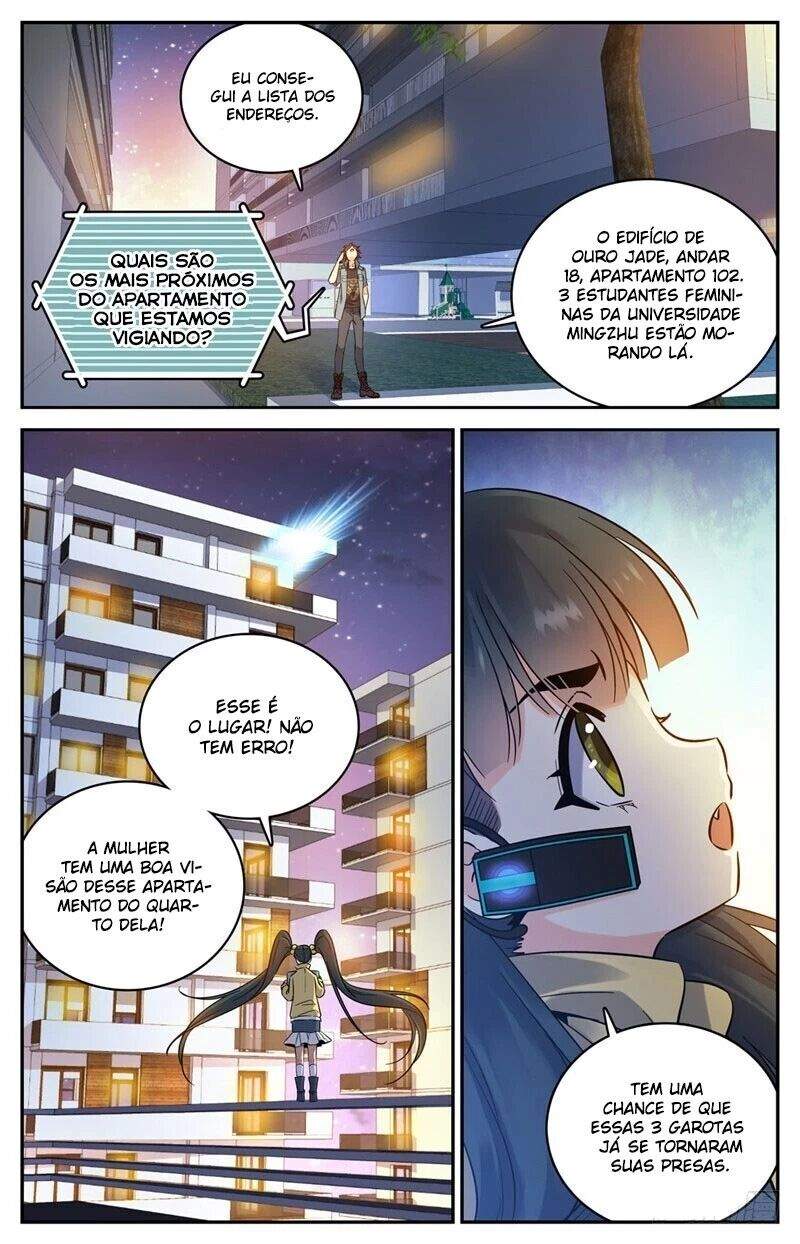 EU CONSE-
GUI A LISTA DOS
ENDEREÇOS.
QUAIS SÃO
OS MAIS PRÓXIMOS
DO APARTAMENTO
QUE ESTAMOS
VIGIANDO?
O EDIFÍCIO DE
OURO JADE, ANDAR
18, APARTAMENTO 102.
3 ESTUDANTES FEMINI-
NAS DA UNIVERSIDADE
MINGZHU ESTÃO MO-
RANDO LÁ.
ESSE É
O LUGAR! NÃO
TEM ERRO!
A MULHER
TEM UMA BOA VI-
SÃO DESSE APARTA-
MENTO DO QUAR-
TO DELA!
TEM UMA
CHANCE DE QUE
ESSAS 3 GAROTAS
JÁ SE TORNARAM
SUAS PRESAS.